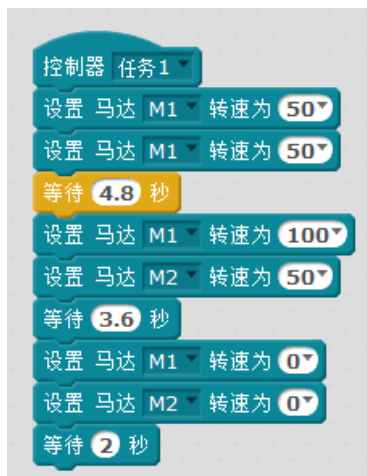 控制器 任务1
设置 马达 M1 转速为 50
设置 马达 M1 转速为 50
等待 4.8 秒
设置 马达 M1 转速为 100
设置 马达 M2 转速为 50
等待 3.6 秒
设置 马达 M1 转速为 0
设置 马达 M2 转速为 0
等待 2 秒